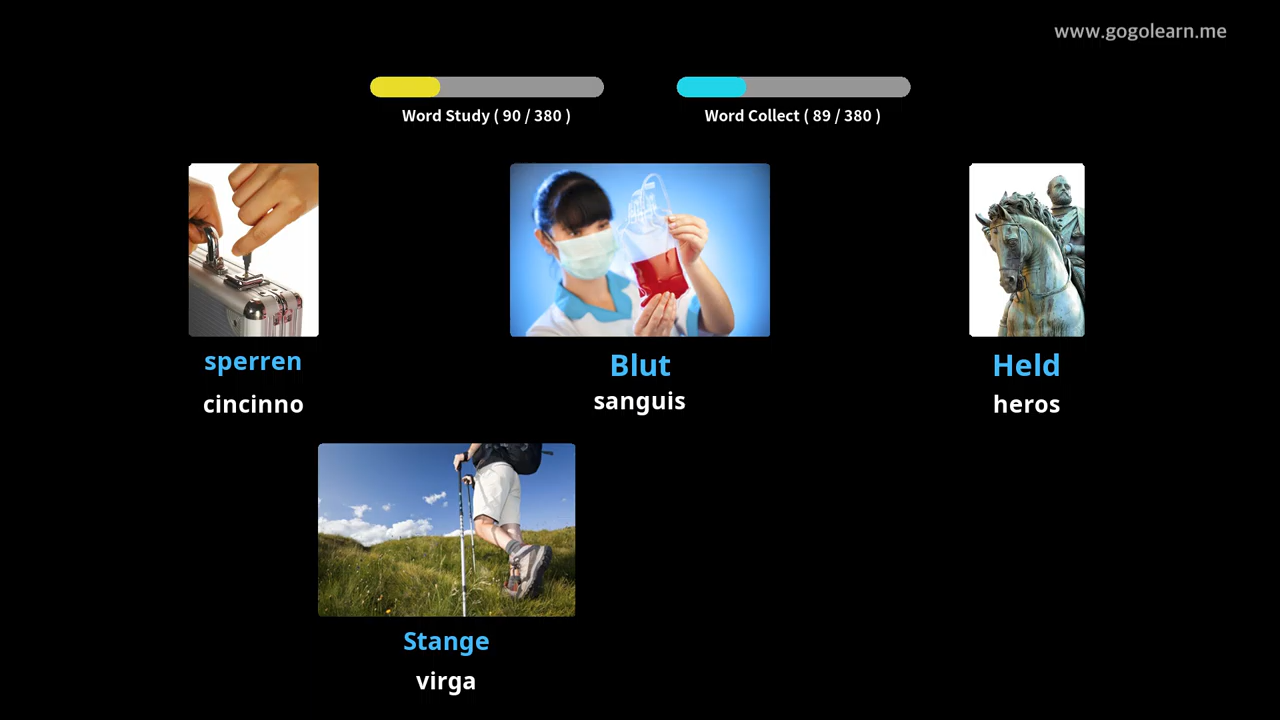 www.gogolearn.me
Word Study ( 90 / 380 )
Word Collect ( 89 / 380 )
sperren
cincinno
Blut
sanguis
Held
heros
Stange
virga